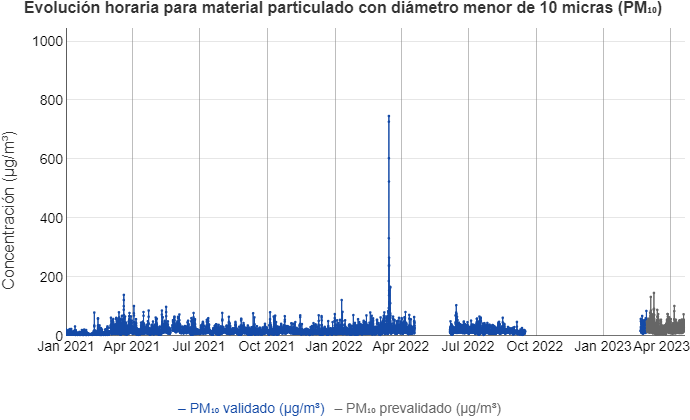 Evolución horaria para material particulado con diámetro menor de 10 micras (PM₁₀)
Concentración (µg/m³)
1000
800
600
400
200
0
Jan 2021 Apr 2021 Jul 2021 Oct 2021 Jan 2022 Apr 2022 Jul 2022 Oct 2022 Jan 2023 Apr 2023
– PM₁₀ validado (µg/m³) – PM₁₀ prevalidado (µg/m³)